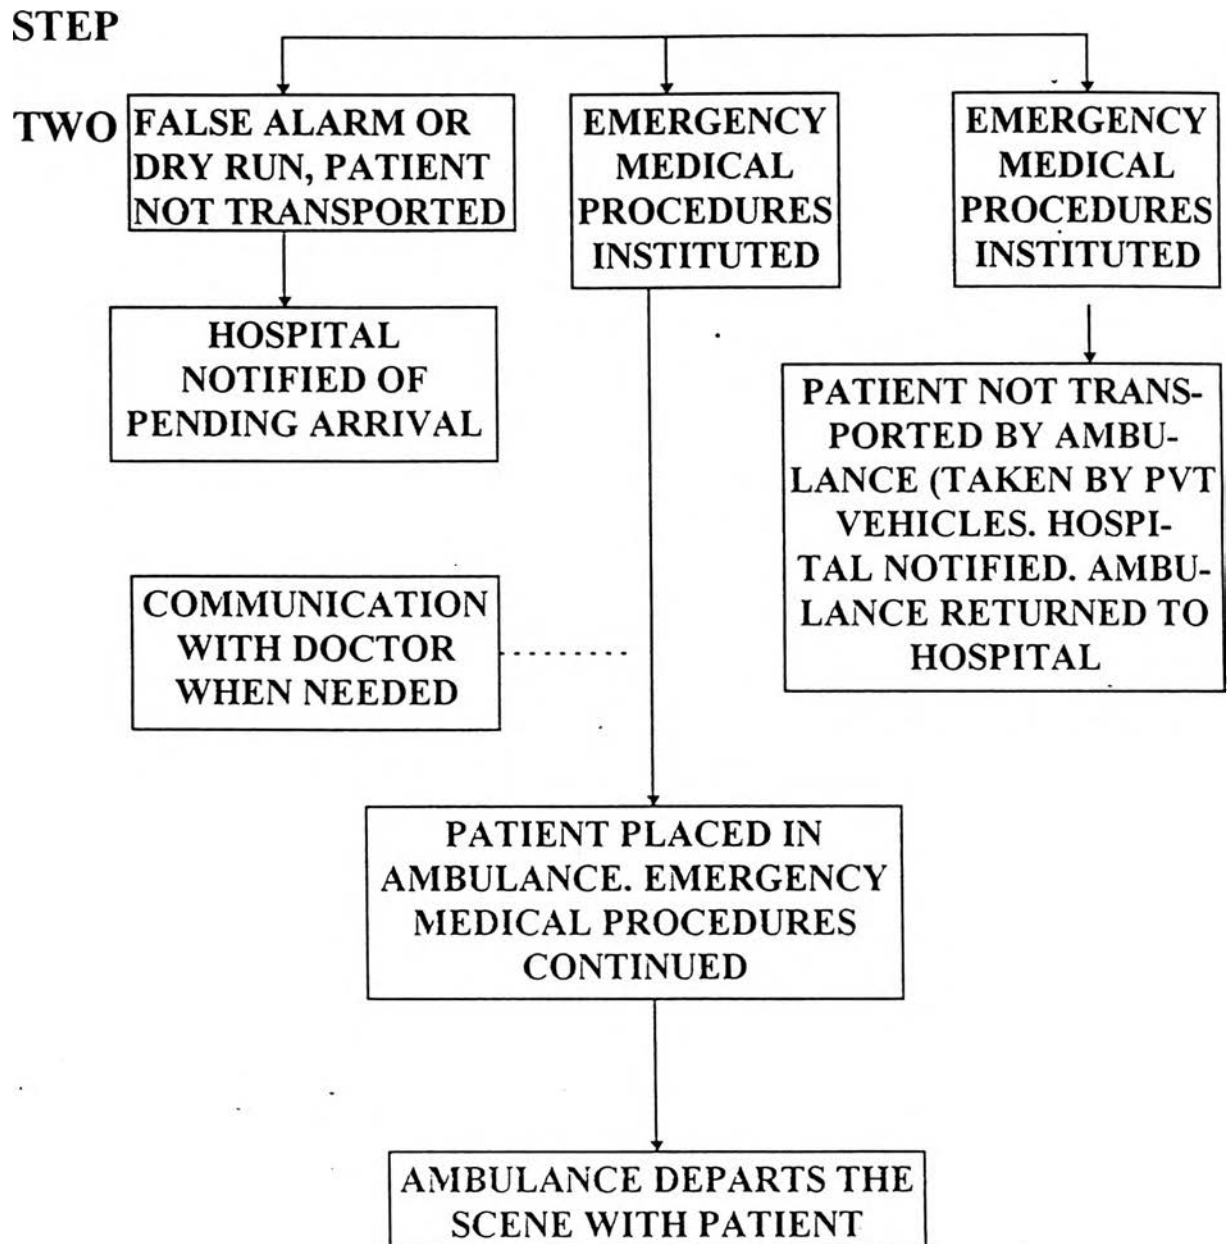 STEP
TWO
FALSE ALARM OR
DRY RUN, PATIENT
NOT TRANSPORTED
EMERGENCY
MEDICAL
PROCEDURES
INSTITUTED
EMERGENCY
MEDICAL
PROCEDURES
INSTITUTED
HOSPITAL
NOTIFIED OF
PENDING ARRIVAL
PATIENT NOT TRANS-
PORTED BY AMBU-
LANCE (TAKEN BY PVT
VEHICLES. HOSPI-
TAL NOTIFIED. AMBU-
LANCE RETURNED TO
HOSPITAL
COMMUNICATION
WITH DOCTOR
WHEN NEEDED
PATIENT PLACED IN
AMBULANCE. EMERGENCY
MEDICAL PROCEDURES
CONTINUED
AMBULANCE DEPARTS THE
SCENE WITH PATIENT